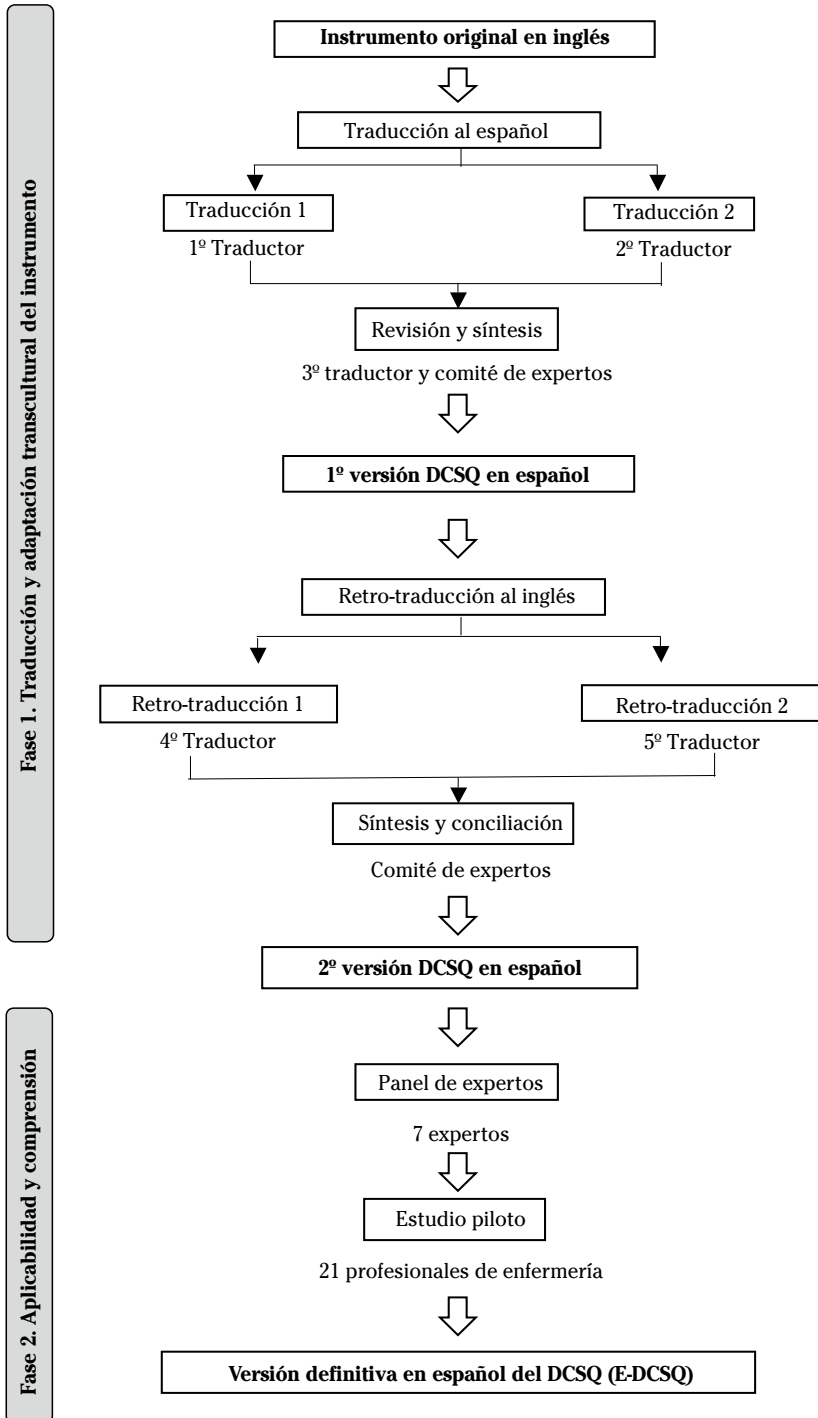 Fase 1. Traducción y adaptación transcultural del instrumento
Instrumento original en inglés
Traducción al español
Traducción 1
Traducción 2
1º Traductor
2º Traductor
Revisión y síntesis
3º traductor y comité de expertos
1º versión DCSQ en español
Retro-traducción al inglés
Retro-traducción 1
Retro-traducción 2
4º Traductor
5º Traductor
Síntesis y conciliación
Comité de expertos
2º versión DCSQ en español
Fase 2. Aplicabilidad y comprensión
Panel de expertos
7 expertos
Estudio piloto
21 profesionales de enfermería
Versión definitiva en español del DCSQ (E-DCSQ)